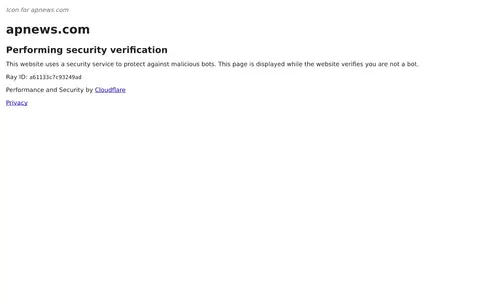 Icon for apnews.com
apnews.com
Performing security verification
This website uses a security service to protect against malicious bots. This page is displayed while the website verifies you are not a bot.
Ray ID: a61133c7c93249ad
Performance and Security by Cloudflare
Privacy